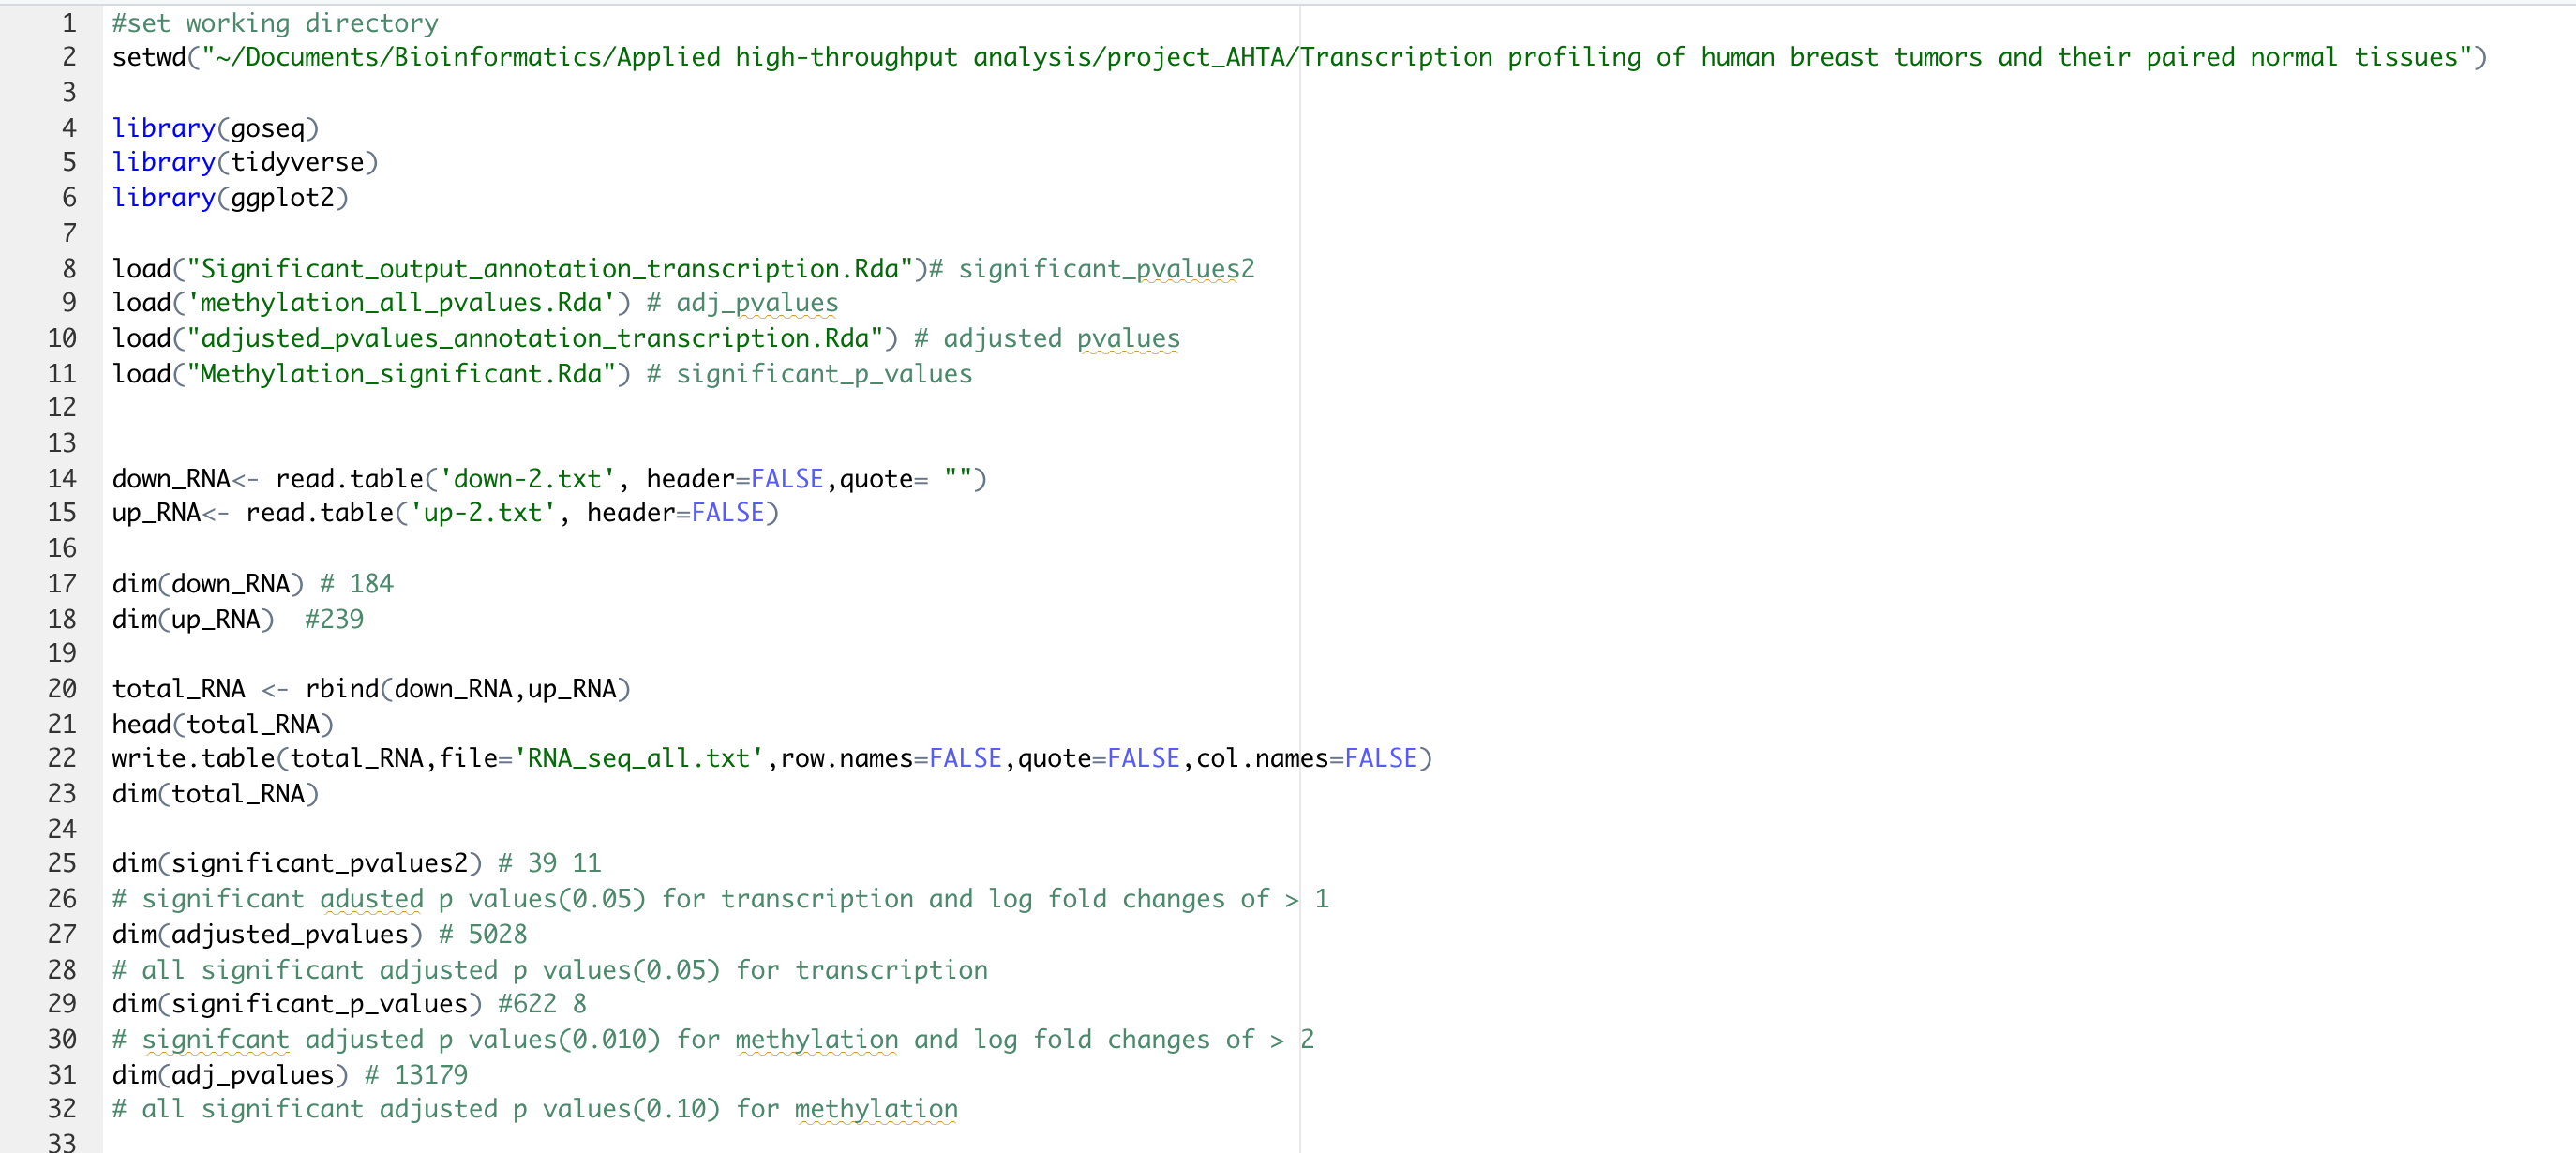 1 #set working directory
2 setwd("~/Documents/Bioinformatics/Applied high-throughput analysis/project_AHTA/Transcription profiling of human breast tumors and their paired normal tissues")
3
4 library(goseq)
5 library(tidyverse)
6 library(ggplot2)
7
8 load("Significant_output_annotation_transcription.Rda")# significant_pvalues2
9 load('methylation_all_pvalues.Rda') # adj_pvalues
10 load("adjusted_pvalues_annotation_transcription.Rda") # adjusted pvalues
11 load("Methylation_significant.Rda") # significant_p_values
12
13
14 down_RNA<- read.table('down-2.txt', header=FALSE,quote= "")
15 up_RNA<- read.table('up-2.txt', header=FALSE)
16
17 dim(down_RNA) # 184
18 dim(up_RNA)  #239
19
20 total_RNA <- rbind(down_RNA,up_RNA)
21 head(total_RNA)
22 write.table(total_RNA,file='RNA_seq_all.txt',row.names=FALSE,quote=FALSE,col.names=FALSE)
23 dim(total_RNA)
24
25 dim(significant_pvalues2) # 39 11
26 # significant adusted p values(0.05) for transcription and log fold changes of > 1
27 dim(adjusted_pvalues) # 5028
28 # all significant adjusted p values(0.05) for transcription
29 dim(significant_p_values) #622 8
30 # signifcant adjusted p values(0.010) for methylation and log fold changes of > 2
31 dim(adj_pvalues) # 13179
32 # all significant adjusted p values(0.10) for methylation
33